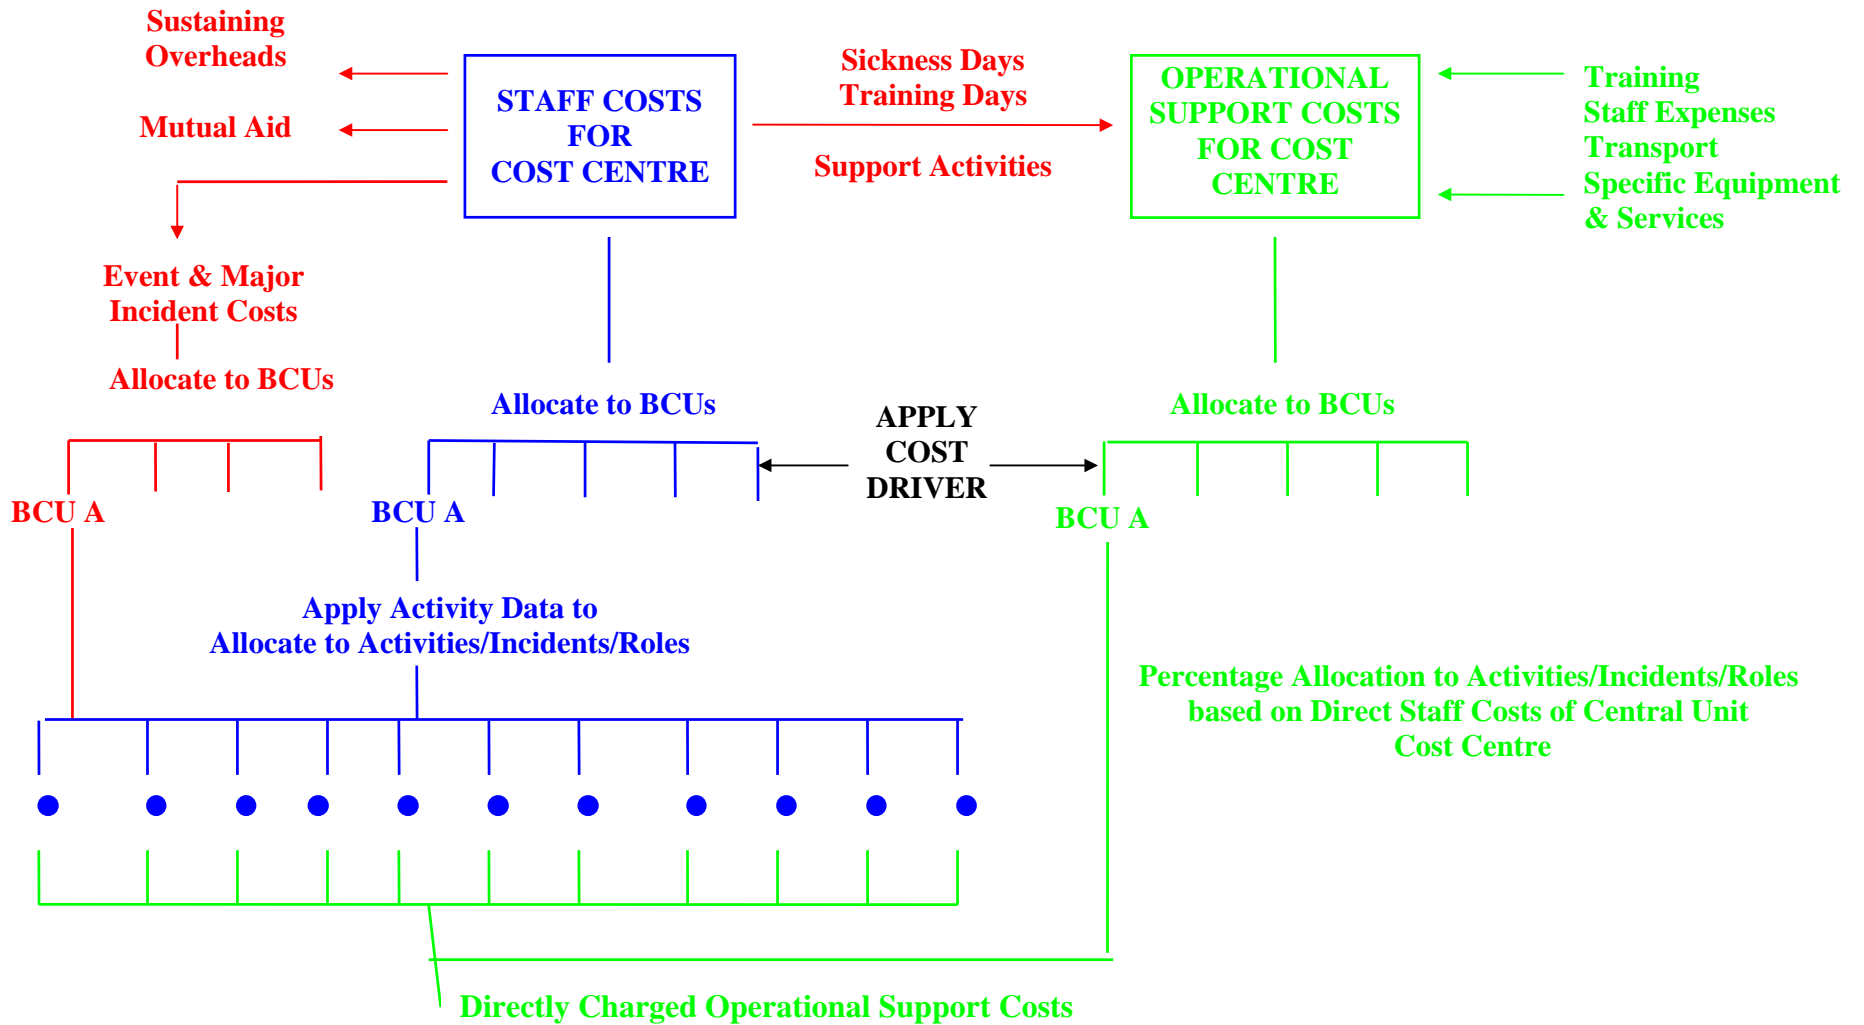 Sustaining
Overheads
Mutual Aid
Event & Major
Incident Costs
Allocate to BCUs
BCU A
STAFF COSTS
FOR
COST CENTRE
Sickness Days
Training Days
Support Activities
OPERATIONAL
SUPPORT COSTS
FOR COST
CENTRE
Training
Staff Expenses
Transport
Specific Equipment
& Services
Allocate to BCUs
BCU A
APPLY
COST
DRIVER
Allocate to BCUs
BCU A
Apply Activity Data to
Allocate to Activities/Incidents/Roles
Percentage Allocation to Activities/Incidents/Roles
based on Direct Staff Costs of Central Unit
Cost Centre
Directly Charged Operational Support Costs